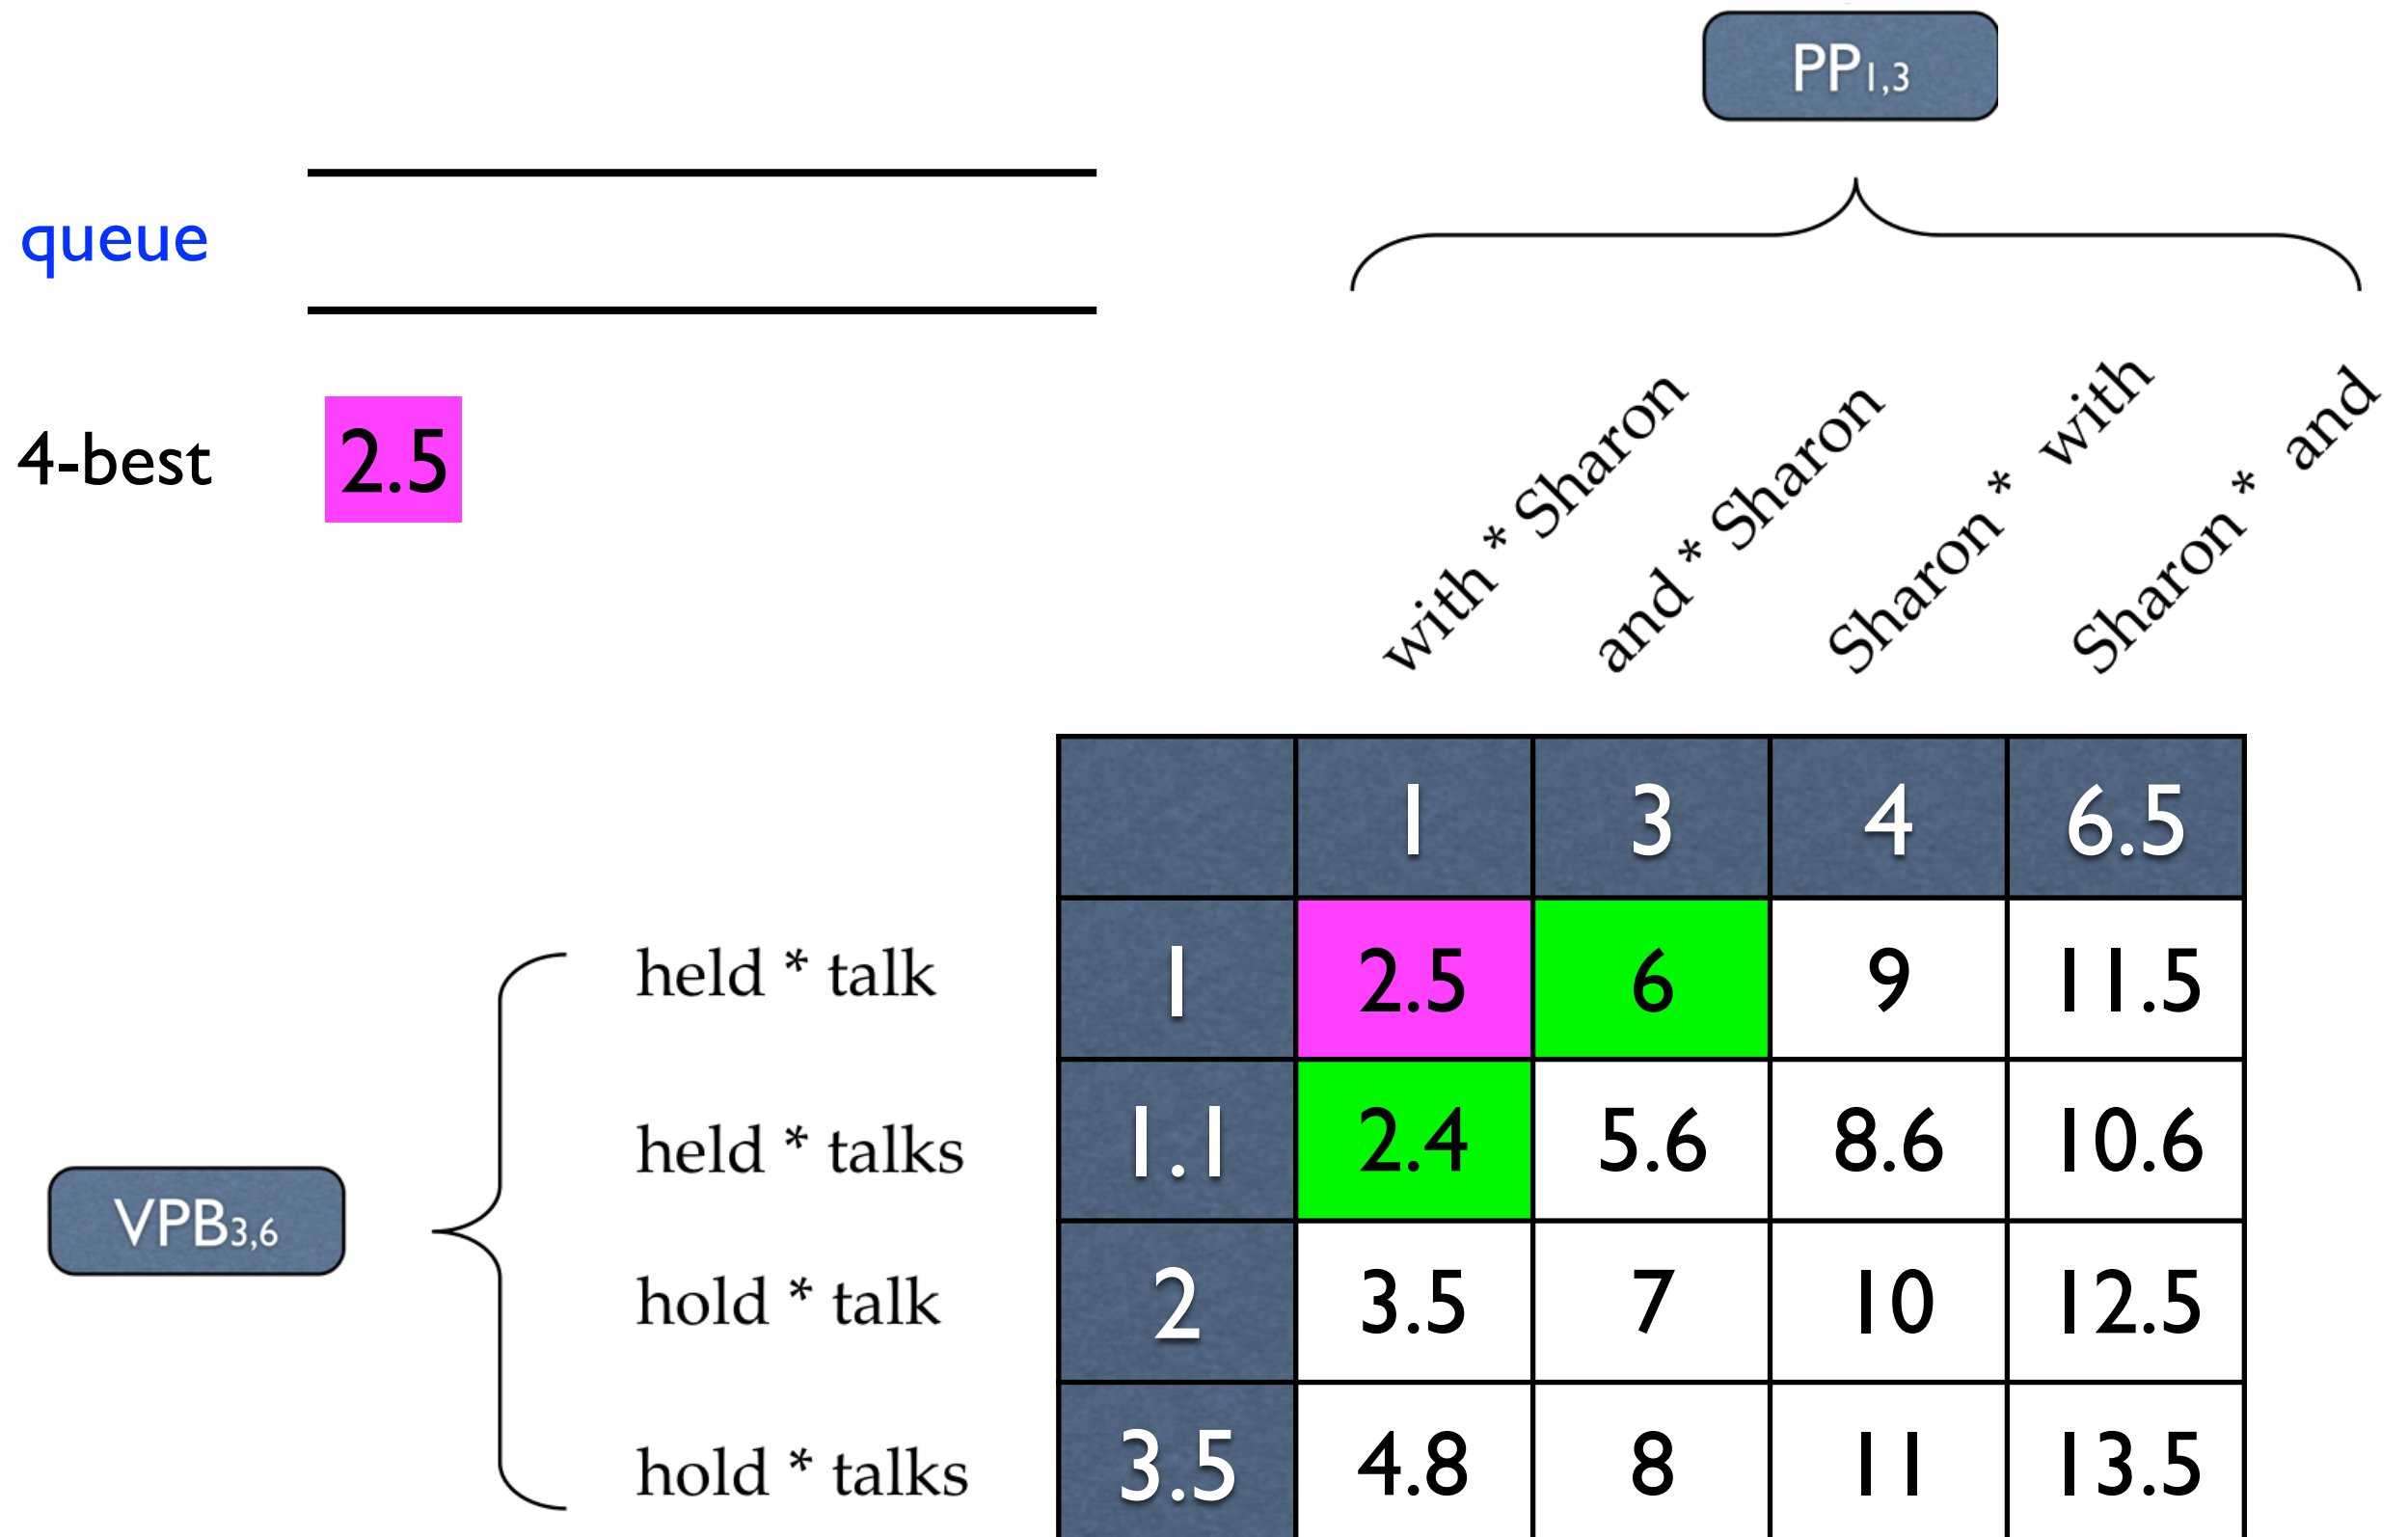 PP1,3
queue
4-best 2.5
with * Sharon
and * Sharon
Sharon * with
Sharon * and
1 3 4 6.5
held * talk 1 2.5 6 9 11.5
held * talks 1.1 2.4 5.6 8.6 10.6
VPB3,6
hold * talk 2 3.5 7 10 12.5
hold * talks 3.5 4.8 8 11 13.5